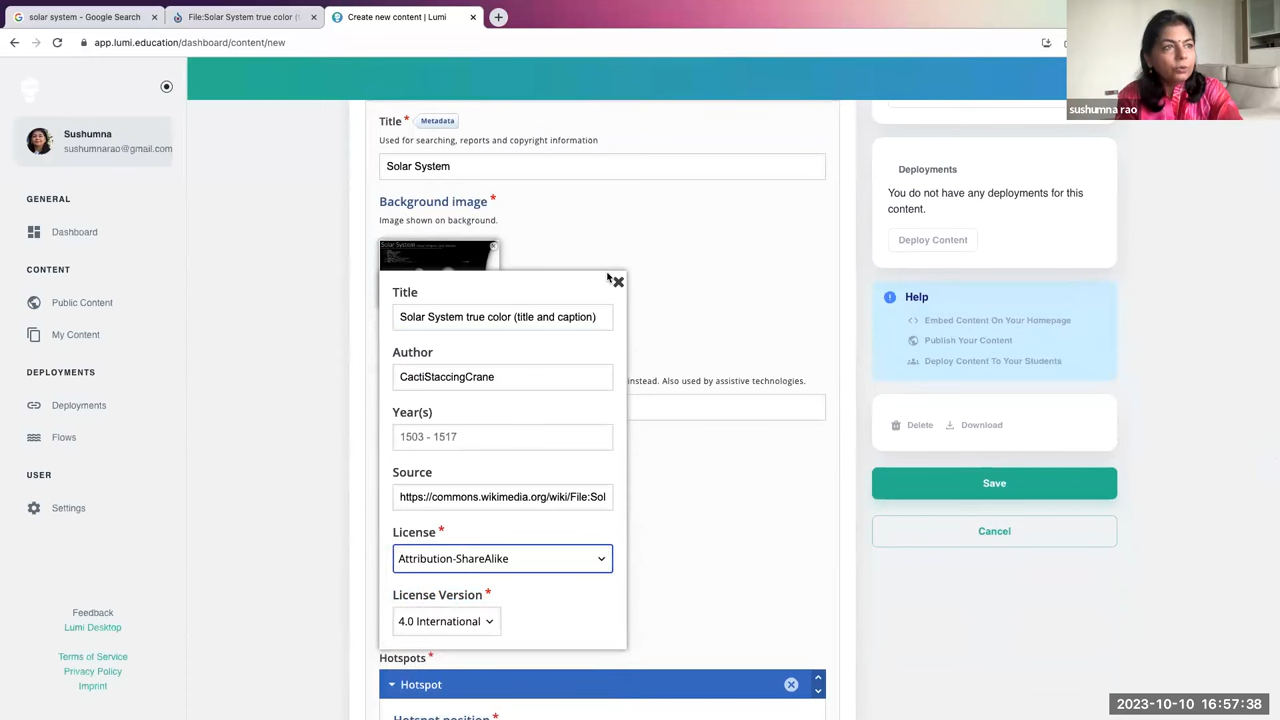 solar system - Google Search
File:Solar System true color (t
Create new content | Lumi
app.lumi.education/dashboard/content/new
sushumna rao
Sushumna
sushumnarao@gmail.com
GENERAL
Dashboard
CONTENT
Public Content
My Content
DEPLOYMENTS
Deployments
Flows
USER
Settings
Feedback
Lumi Desktop
Terms of Service
Privacy Policy
Imprint
Title* Metadata
Used for searching, reports and copyright information
Solar System
Background image*
Image shown on background.
Solar System
Title
Solar System true color (title and caption)
Author
CactiStaccingCrane
instead. Also used by assistive technologies.
Year(s)
1503 - 1517
Source
https://commons.wikimedia.org/wiki/File:Sol
License*
Attribution-ShareAlike
License Version*
4.0 International
Hotspots*
Hotspot
Hotspot position*
Deployments
You do not have any deployments for this
content.
Deploy Content
Help
Embed Content On Your Homepage
Publish Your Content
Deploy Content To Your Students
Delete
Download
Save
Cancel
2023-10-10 16:57:38